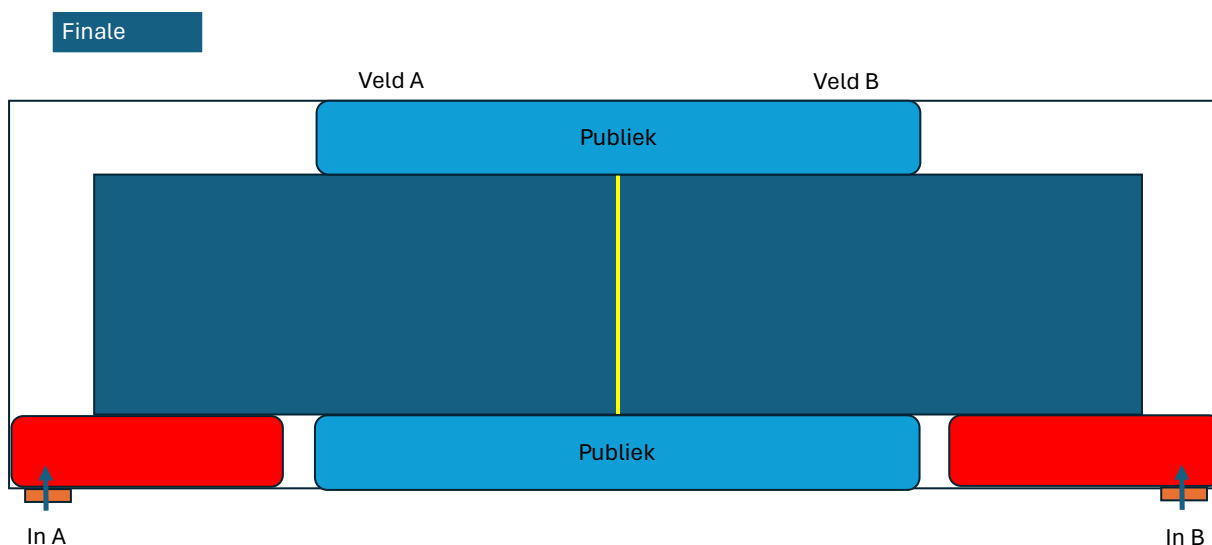 Finale
Veld A
Veld B
Publiek
Publiek
In A
In B